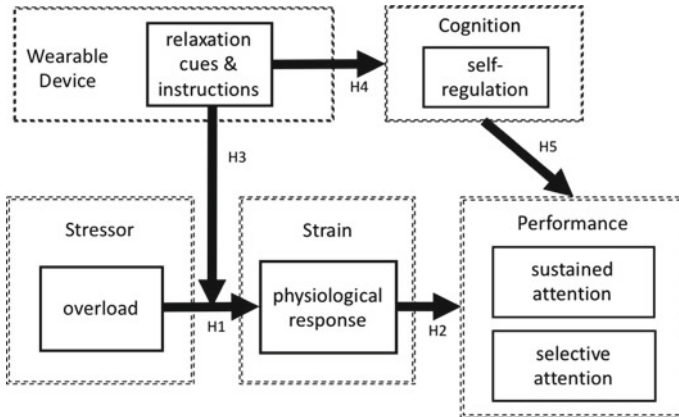 Wearable
Device
relaxation
cues &
instructions
H4
Cognition
self-
regulation
H3
H5
Stressor
overload
H1
Strain
physiological
response
H2
Performance
sustained
attention
selective
attention